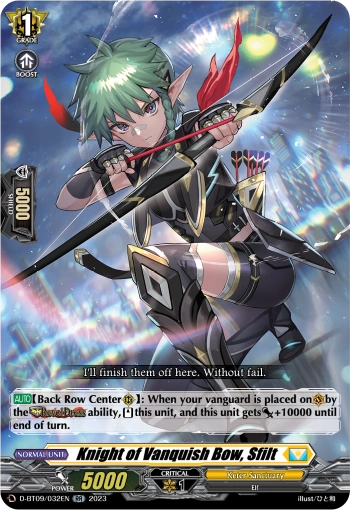 1
GRADE
BOOST
5000
SHIELD
I'll finish them off here. Without fail.
AUTO【Back Row Center】: When your vanguard is placed on by
the ability, [ ] this unit, and this unit gets +10000 until
end of turn.
NORMAL UNIT
Knight of Vanquish Bow, Sfilt
POWER 5000
CRITICAL
1
Keter Sanctuary
Elf
D-BT09/032EN RR 2023
illust/ひと和